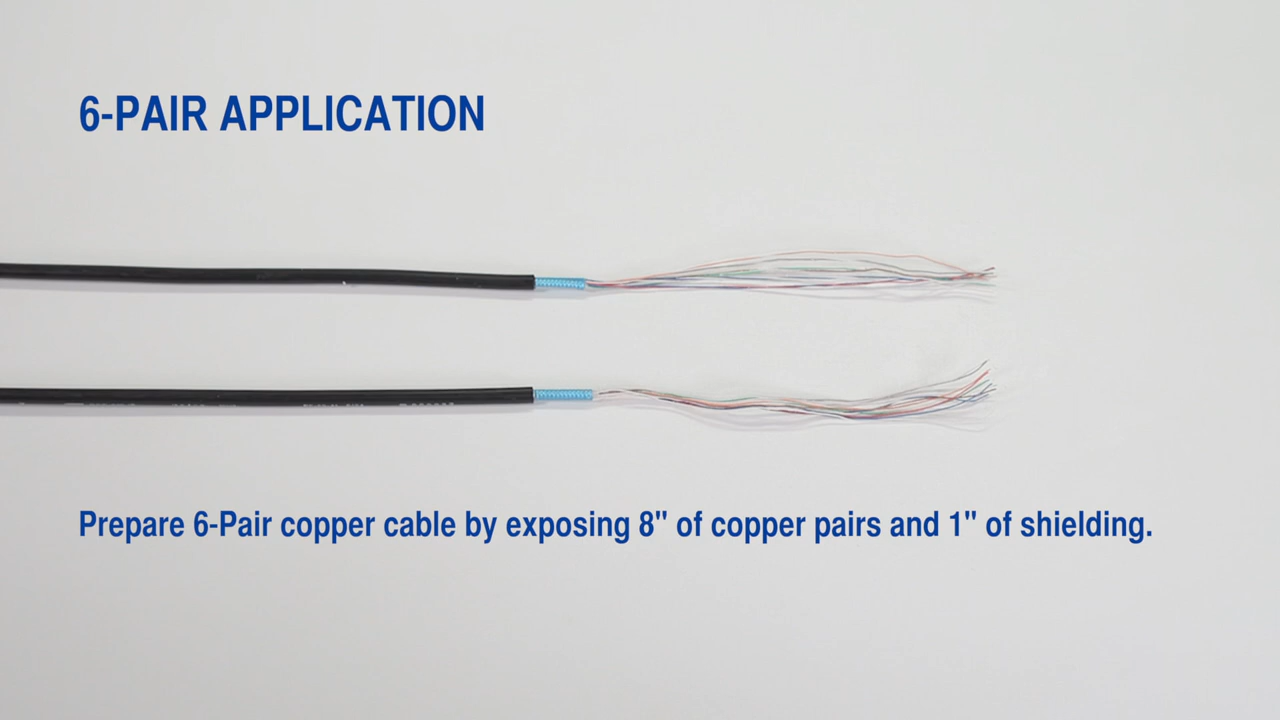 6-PAIR APPLICATION
Prepare 6-Pair copper cable by exposing 8" of copper pairs and 1" of shielding.